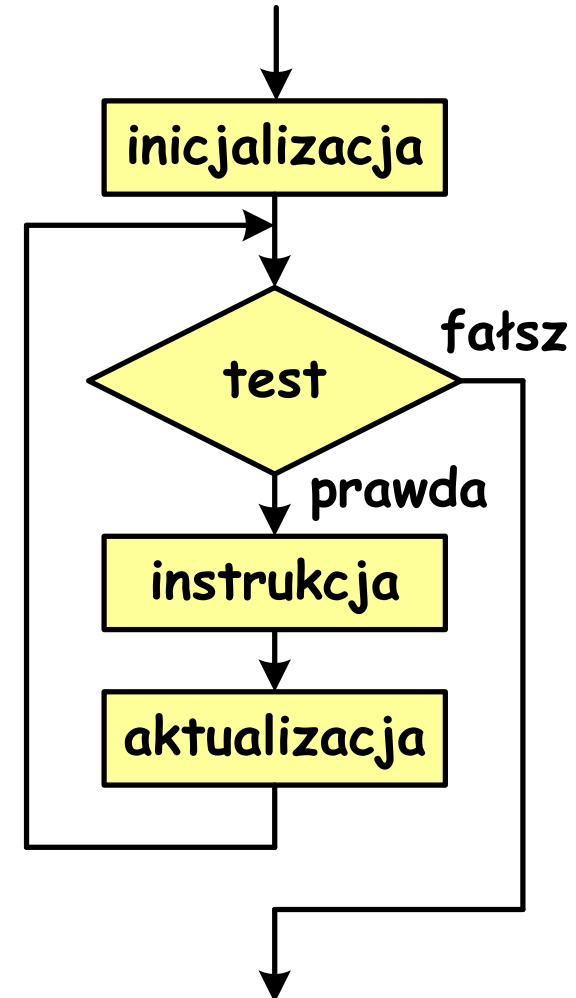 inicjalizacja
fałsz
test
prawda
instrukcja
aktualizacja